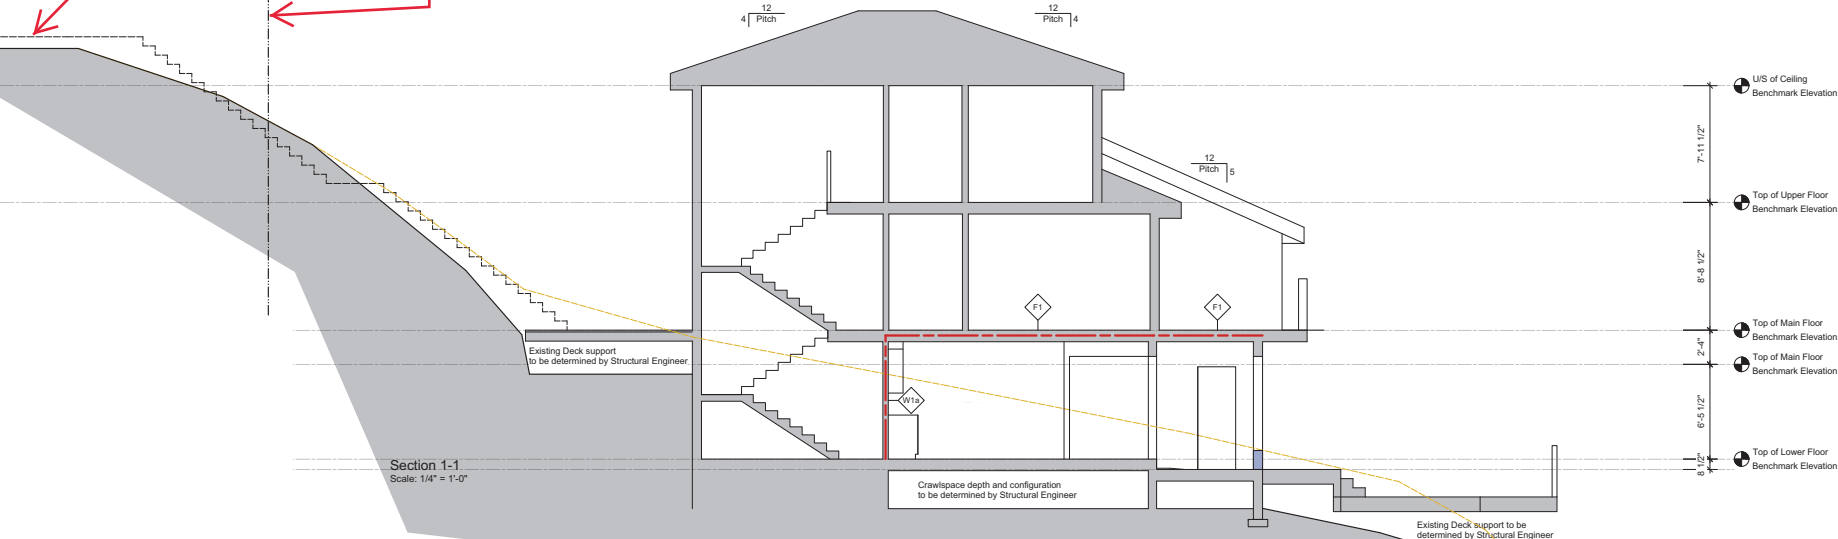 12
4 Pitch
12
Pitch 4
U/S of Ceiling
Benchmark Elevation
7'-11 1/2"
12
Pitch 5
Top of Upper Floor
Benchmark Elevation
8'-8 1/2"
F1
F1
Top of Main Floor
Benchmark Elevation
2'-4"
Existing Deck support
to be determined by Structural Engineer
Top of Main Floor
Benchmark Elevation
W1a
6'-5 1/2"
Top of Lower Floor
Benchmark Elevation
8 1/2"
Section 1-1
Scale: 1/4" = 1'-0"
Crawlspace depth and configuration
to be determined by Structural Engineer
Existing Deck support to be
determined by Structural Engineer